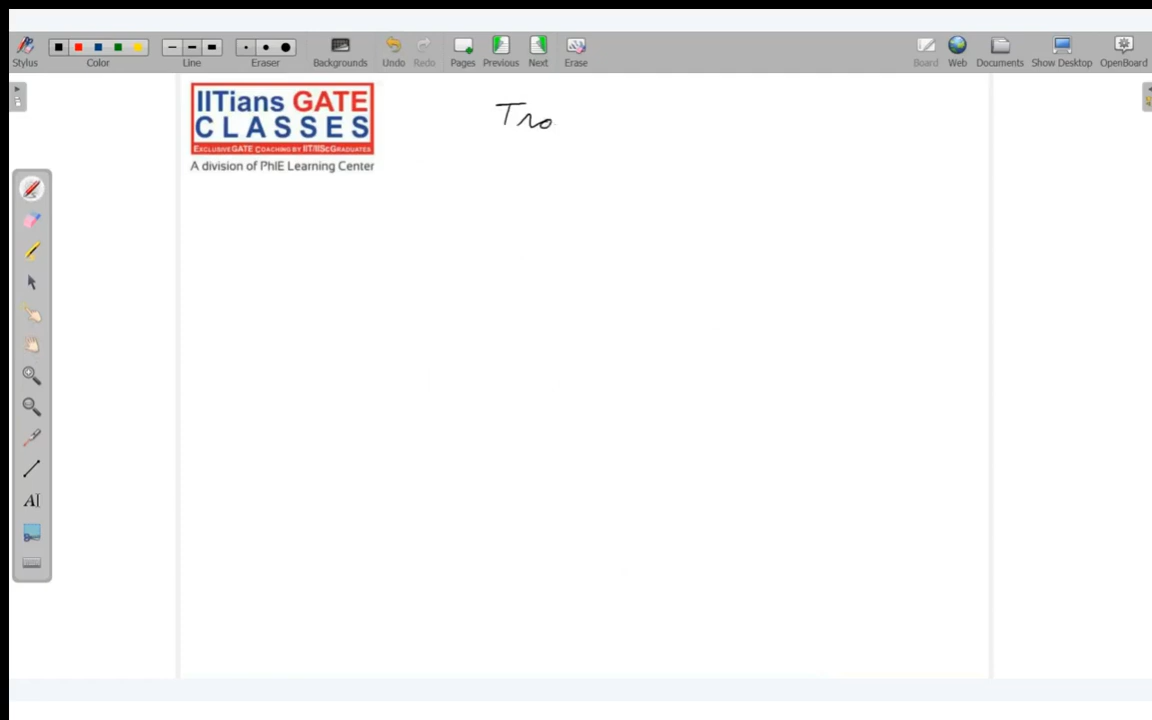 Stylus Color Line Eraser Backgrounds Undo Redo Pages Previous Next Erase Board Web Documents Show Desktop OpenBoard
IITians GATE
CLASSES
EXCLUSIVE GATE COACHING BY IIT/IISc GRADUATES
A division of PhIE Learning Center
Tro
AI